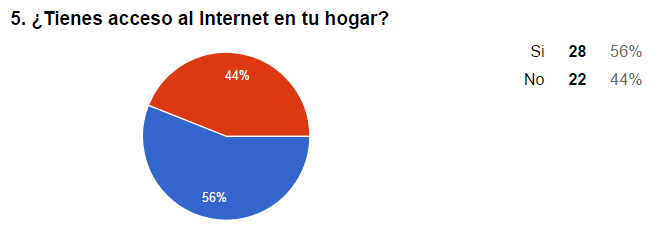 5. ¿Tienes acceso al Internet en tu hogar?
Si 28 56%
No 22 44%
44%
56%